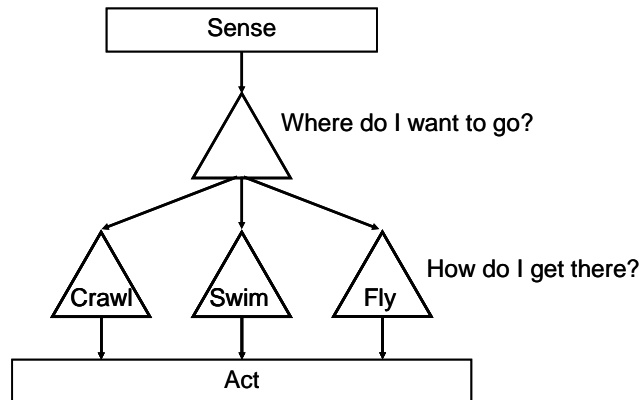 Sense
Where do I want to go?
How do I get there?
Crawl
Swim
Fly
Act